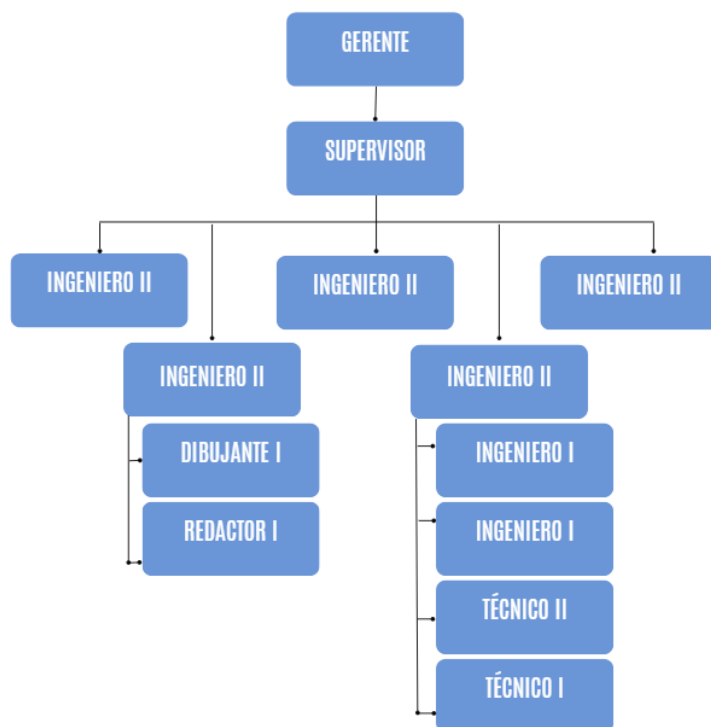 GERENTE
SUPERVISOR
INGENIERO II
INGENIERO II
INGENIERO II
INGENIERO II
DIBUJANTE I
REDACTOR I
INGENIERO II
INGENIERO I
INGENIERO I
TÉCNICO II
TÉCNICO I